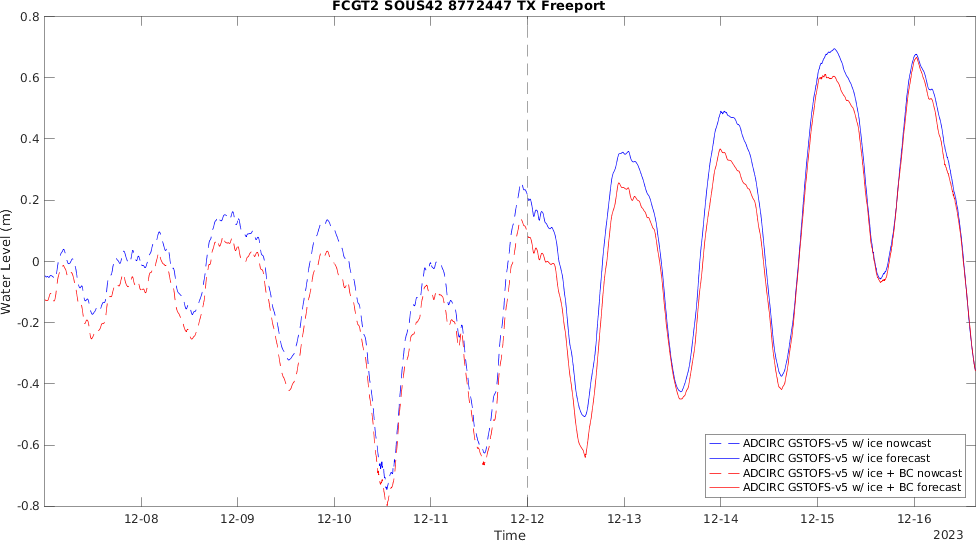 FCGT2 SOUS42 8772447 TX Freeport
0.8
0.6
0.4
0.2
0
-0.2
-0.4
-0.6
-0.8
Water Level (m)
12-08
12-09
12-10
12-11
12-12
12-13
12-14
12-15
12-16
Time
2023
ADCIRC GSTOFS-v5 w/ ice nowcast
ADCIRC GSTOFS-v5 w/ ice forecast
ADCIRC GSTOFS-v5 w/ ice + BC nowcast
ADCIRC GSTOFS-v5 w/ ice + BC forecast